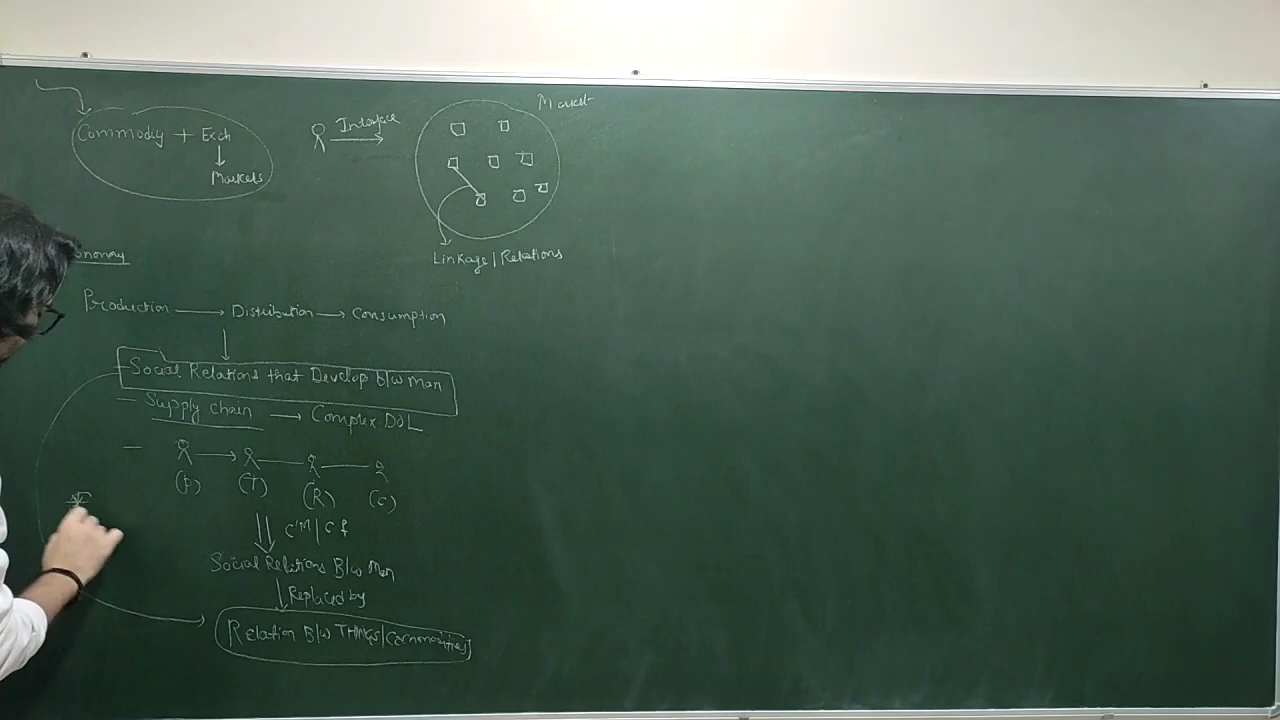 Commodity + Exch
Markets
Interface
Market
Linkage/Relations
onomy
Production → Distribution → Consumption
Social Relations that Develop b/w Man
- Supply chain → Complex DOL
(P) (T) (R) (C)
Social Relations B/w Men
Replaced by
Relation B/w THINGS/Commodities